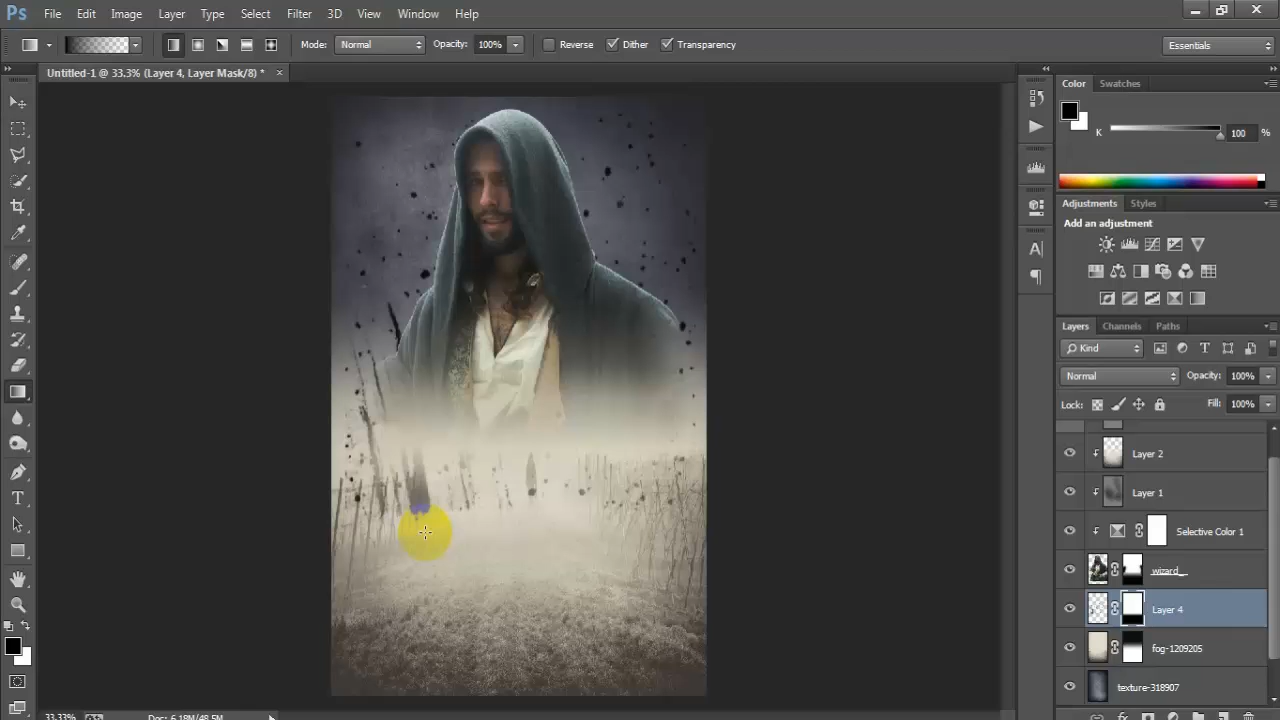 Ps File Edit Image Layer Type Select Filter 3D View Window Help
Mode: Normal Opacity: 100% Reverse Dither Transparency Essentials
Untitled-1 @ 33.3% (Layer 4, Layer Mask/8) * ×
Color Swatches
K 100 %
Adjustments Styles
Add an adjustment
Layers Channels Paths
Kind
Normal Opacity: 100%
Lock: Fill: 100%
Layer 2
Layer 1
Selective Color 1
wizard_
Layer 4
fog-1209205
texture-318907
33.33% Doc: 6.18M/48.5M